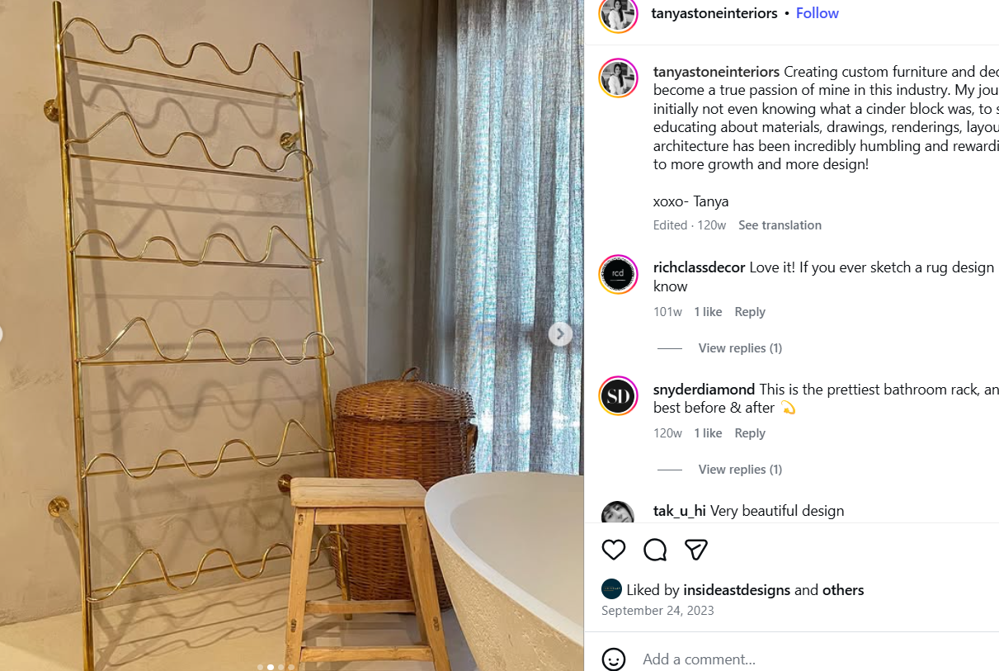 tanyastoneinteriors • Follow
tanyastoneinteriors Creating custom furniture and
become a true passion of mine in this industry. My
initially not even knowing what a cinder block was, to
educating about materials, drawings, renderings,
architecture has been incredibly humbling and
to more growth and more design!
xoxo- Tanya
Edited · 120w See translation
rcd
richclassdecor Love it! If you ever sketch a rug design
know
101w 1 like Reply
View replies (1)
SD
snyderdiamond This is the prettiest bathroom rack,
best before & after 💫
120w 1 like Reply
View replies (1)
tak_u_hi Very beautiful design
Liked by insideastdesigns and others
September 24, 2023
Add a comment...